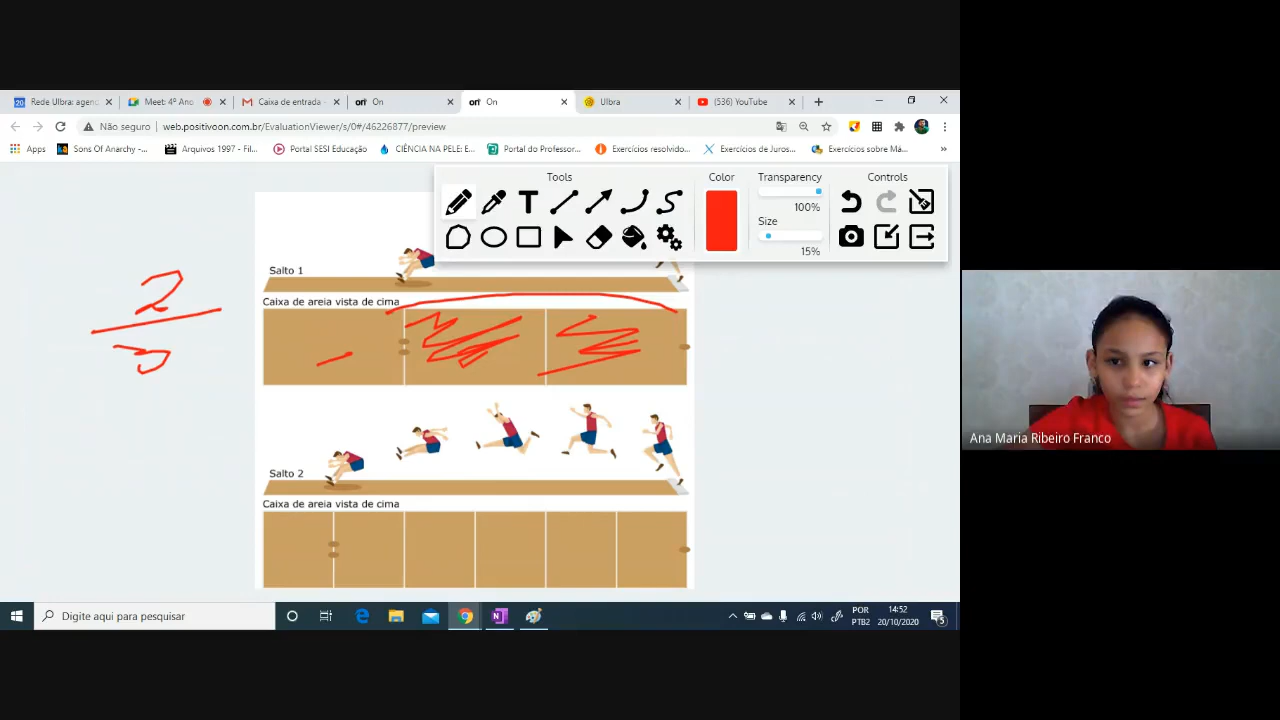 Rede Ulbra: agen
Meet: 4º Ano
Caixa de entrada -
On
On
Ulbra
(536) YouTube
Não seguro
web.positivoon.com.br/EvaluationViewer/s/0#/46226877/preview
Apps
Sons Of Anarchy -...
Arquivos 1997 - Fil...
Portal SESI Educação
CIÊNCIA NA PELE: E...
Portal do Professor...
Exercícios resolvido...
Exercícios de Juros...
Exercícios sobre Má...
»
Tools
Color
Transparency
Controls
100%
Size
15%
Salto 1
Caixa de areia vista de cima
2
3
Salto 2
Caixa de areia vista de cima
Ana Maria Ribeiro Franco
Digite aqui para pesquisar
POR
PTB2
14:52
20/10/2020
5